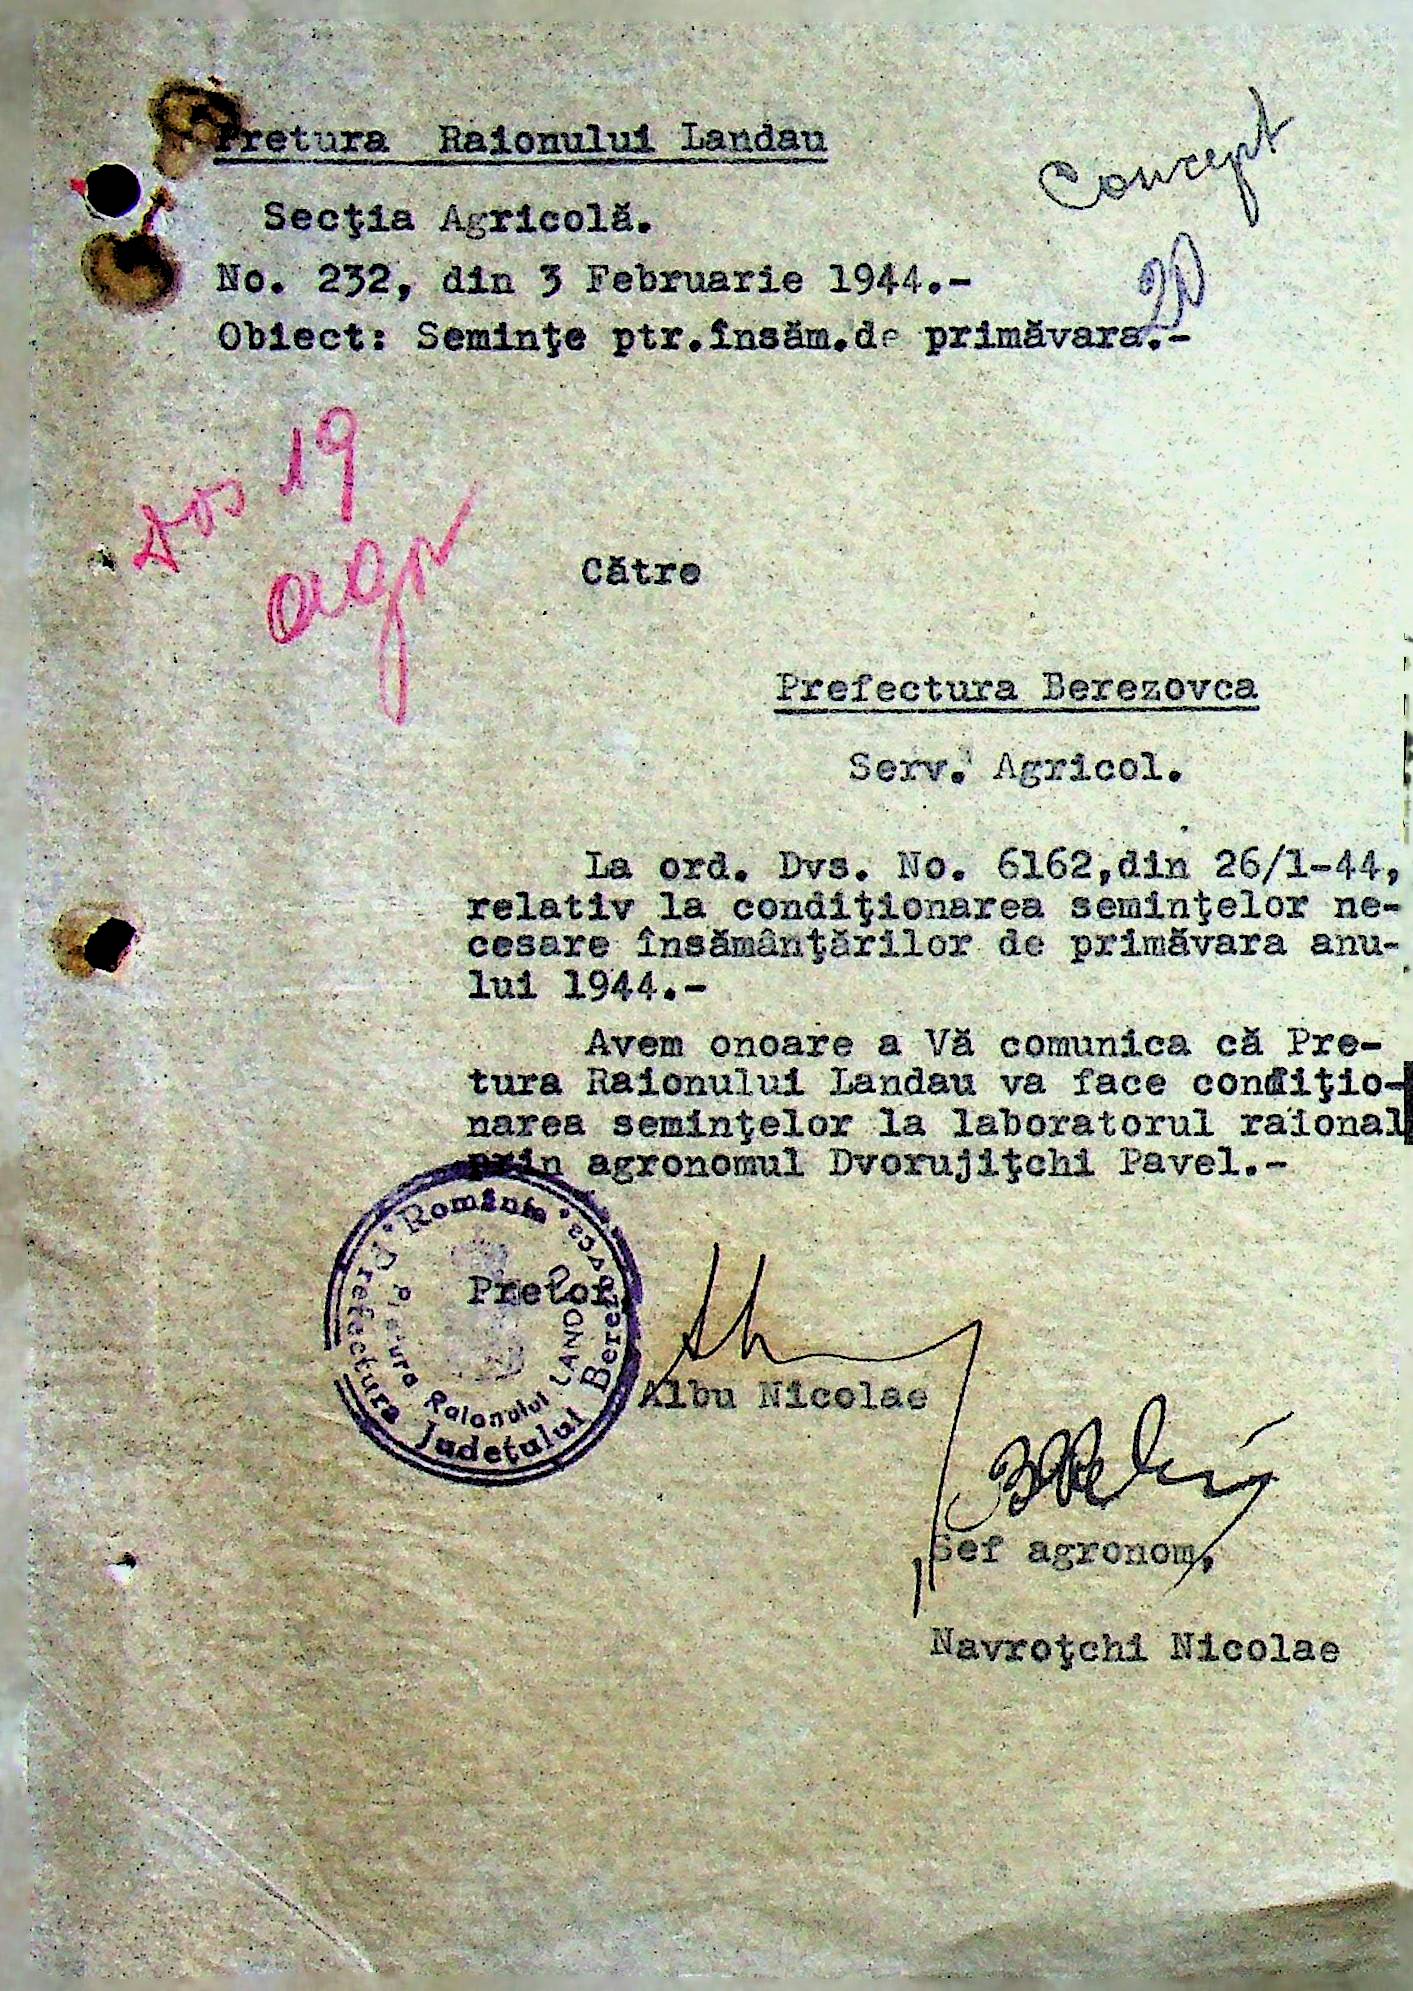 Pretura Raionului Landau
Concept
Secţia Agricolă.
No. 232, din 3 Februarie 1944.-
Obiect: Seminţe ptr.însăm.de primăvara.-
Dos 19
agr
Către
Prefectura Berezovca
Serv. Agricol.
La ord. Dvs. No. 6162,din 26/1-44,
relativ la condiţionarea seminţelor ne-
cesare însămânţărilor de primăvara anu-
lui 1944.-
Avem onoare a Vă comunica că Pre-
tura Raionului Landau va face condiţio-
narea seminţelor la laboratorul raional
prin agronomul Dvorujiţchi Pavel.-
România
Prefectura Judeţului Berezovca
Pretura Raionului LANDAU
Pretor,
Albu Nicolae
Şef agronom,
Navroţchi Nicolae